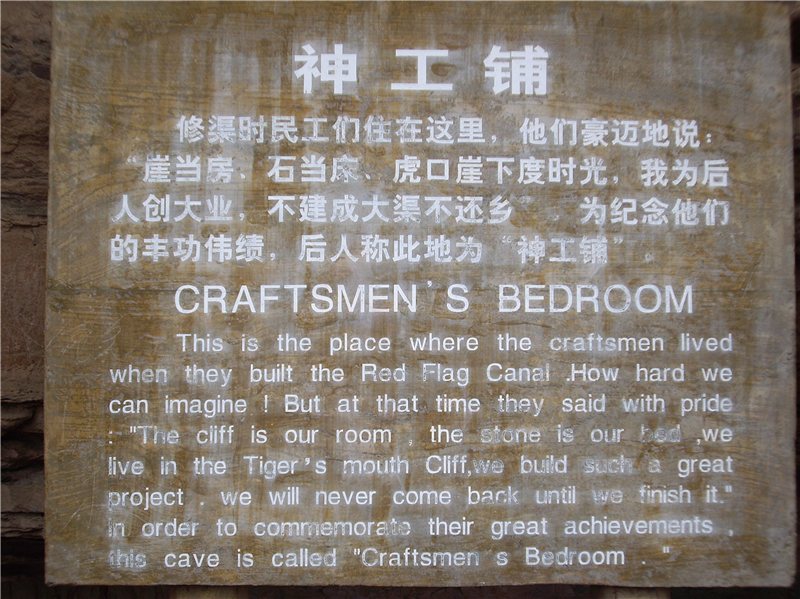 神工铺
修渠时民工们住在这里，他们豪迈地说：
“崖当房、石当床、虎口崖下度时光，我为后
人创大业，不建成大渠不还乡”．为纪念他们
的丰功伟绩，后人称此地为“神工铺”。
CRAFTSMEN'S BEDROOM
This is the place where the craftsmen lived
when they built the Red Flag Canal .How hard we
can imagine ! But at that time they said with pride
: "The cliff is our room , the stone is our bed ,we
live in the Tiger's mouth Cliff,we build such a great
project . we will never come back until we finish it."
In order to commemorate their great achievements ,
this cave is called "Craftsmen's Bedroom . "